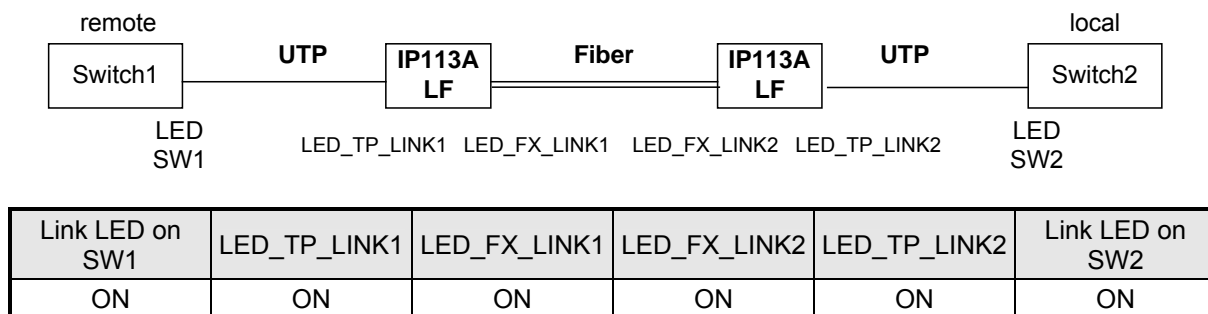 remote
local
Switch1
UTP
IP113A
LF
Fiber
IP113A
LF
UTP
Switch2
LED
SW1
LED_TP_LINK1 LED_FX_LINK1 LED_FX_LINK2 LED_TP_LINK2
LED
SW2
Link LED on
SW1
LED_TP_LINK1
LED_FX_LINK1
LED_FX_LINK2
LED_TP_LINK2
Link LED on
SW2
ON ON ON ON ON ON